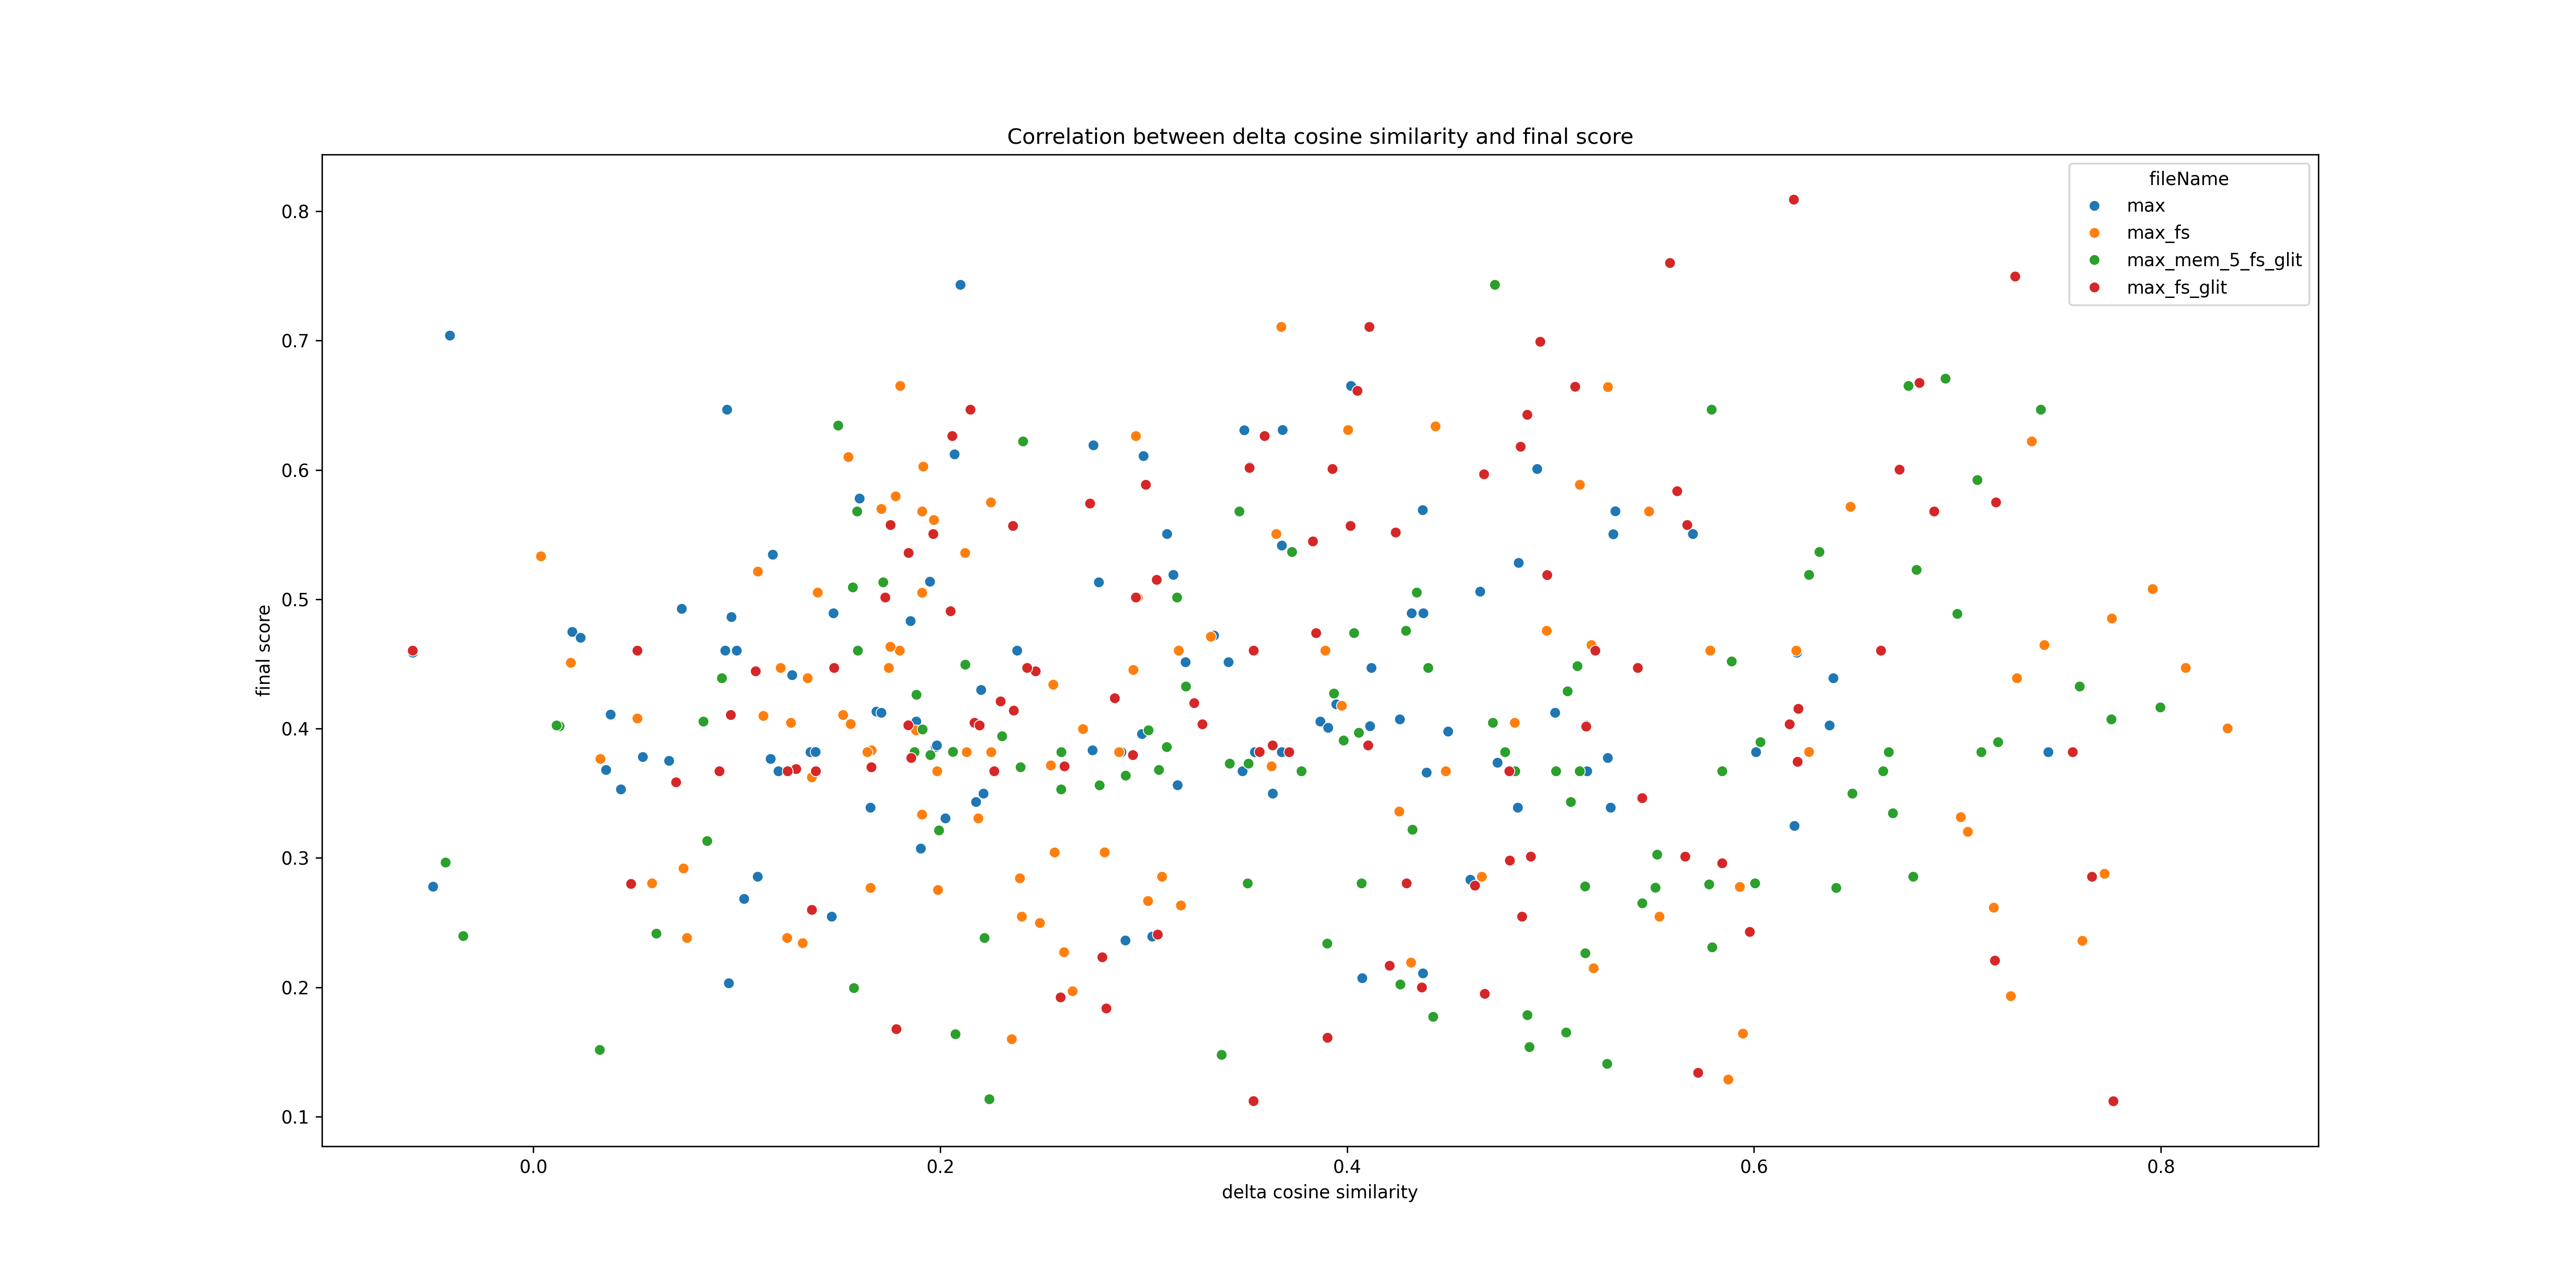 Correlation between delta cosine similarity and final score
fileName
max
max_fs
max_mem_5_fs_glit
max_fs_glit
final score
0.8
0.7
0.6
0.5
0.4
0.3
0.2
0.1
0.0
0.2
0.4
0.6
0.8
delta cosine similarity